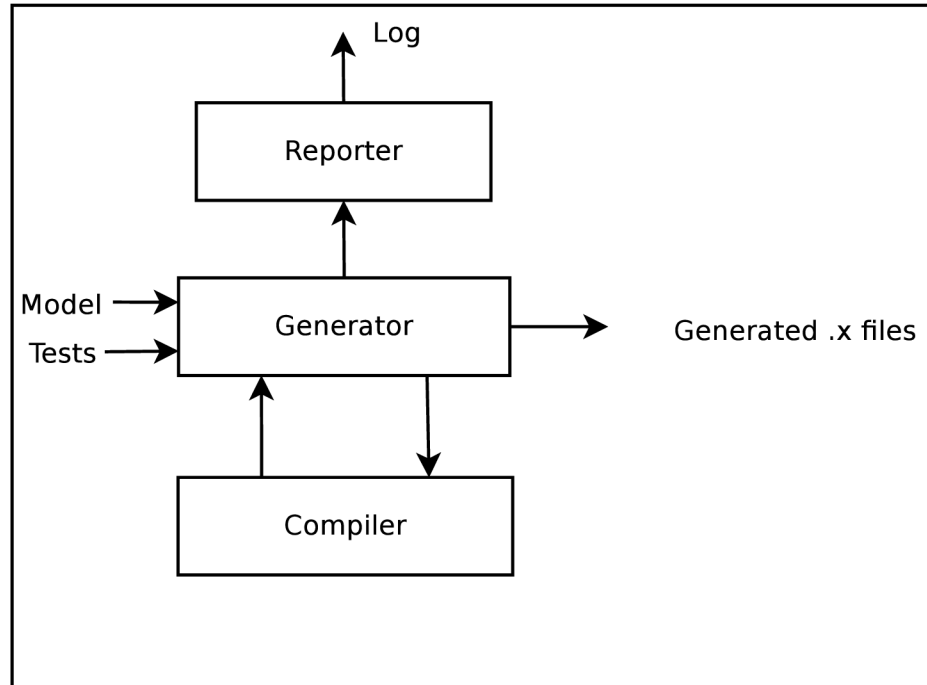 Log
Reporter
Model
Generator
Generated .x files
Tests
Compiler